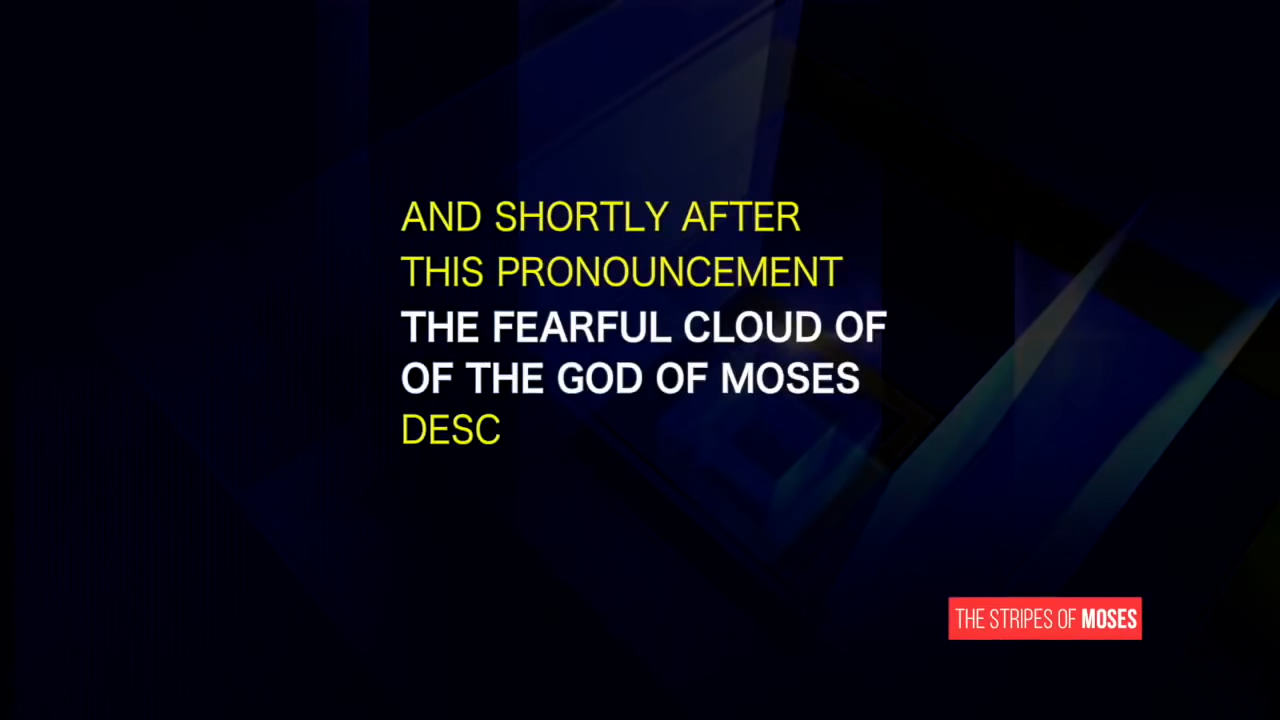 AND SHORTLY AFTER
THIS PRONOUNCEMENT
THE FEARFUL CLOUD OF
OF THE GOD OF MOSES
DESC
THE STRIPES OF MOSES